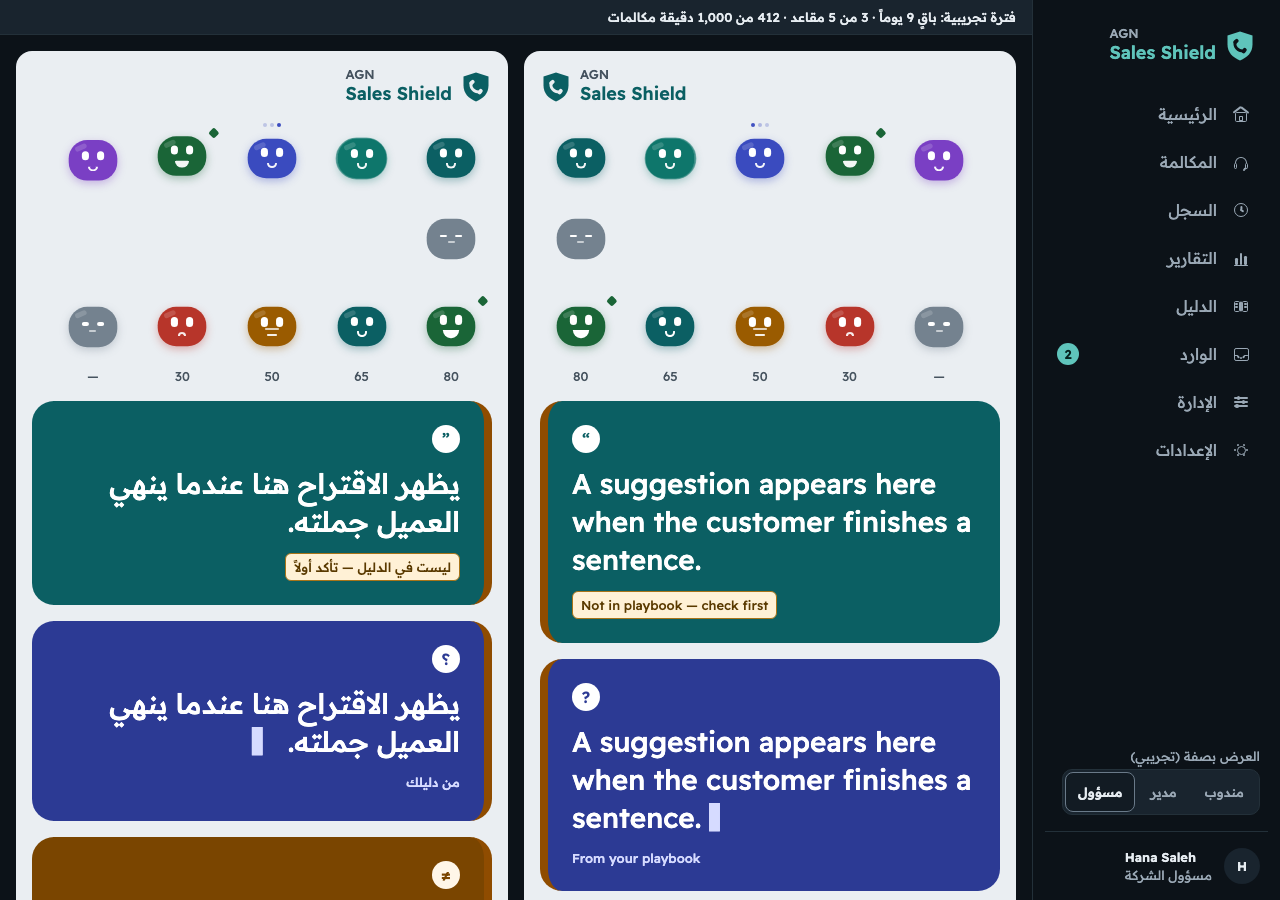 فترة تجريبية: باقٍ 9 يوماً · 3 من 5 مقاعد · 412 من 1,000 دقيقة مكالمات
AGN
Sales Shield
الرئيسية
المكالمة
السجل
التقارير
الدليل
الوارد
2
الإدارة
الإعدادات
العرض بصفة (تجريبي)
مندوب
مدير
مسؤول
H
Hana Saleh
مسؤول الشركة
AGN
Sales Shield
80
65
50
30
—
“
A suggestion appears here
when the customer finishes a
sentence.
Not in playbook — check first
?
A suggestion appears here
when the customer finishes a
sentence.
From your playbook
AGN
Sales Shield
80
65
50
30
—
”
يظهر الاقتراح هنا عندما ينهي
العميل جملته.
ليست في الدليل — تأكد أولاً
؟
يظهر الاقتراح هنا عندما ينهي
العميل جملته.
من دليلك
≠